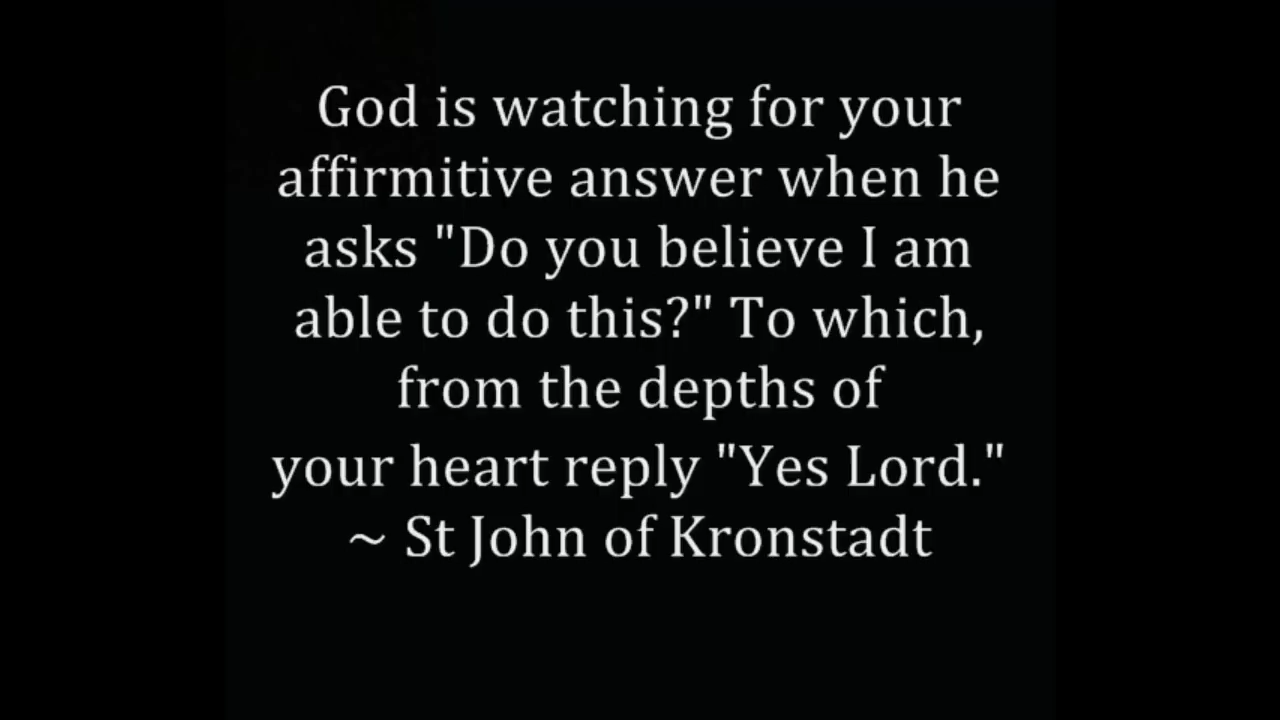 God is watching for your
affirmitive answer when he
asks "Do you believe I am
able to do this?" To which,
from the depths of
your heart reply "Yes Lord."
~ St John of Kronstadt